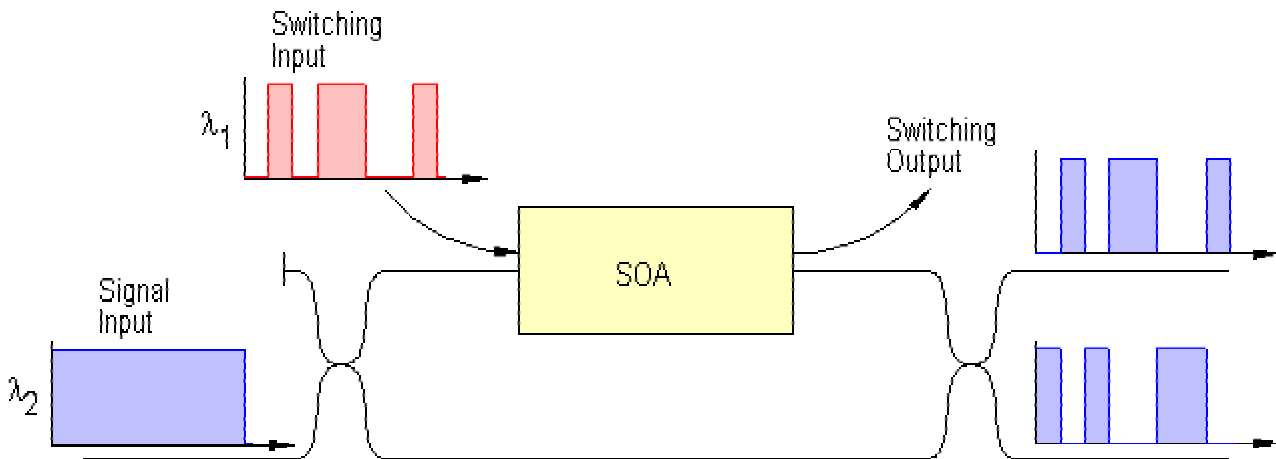 Switching
Input
λ1
Switching
Output
SOA
Signal
Input
λ2